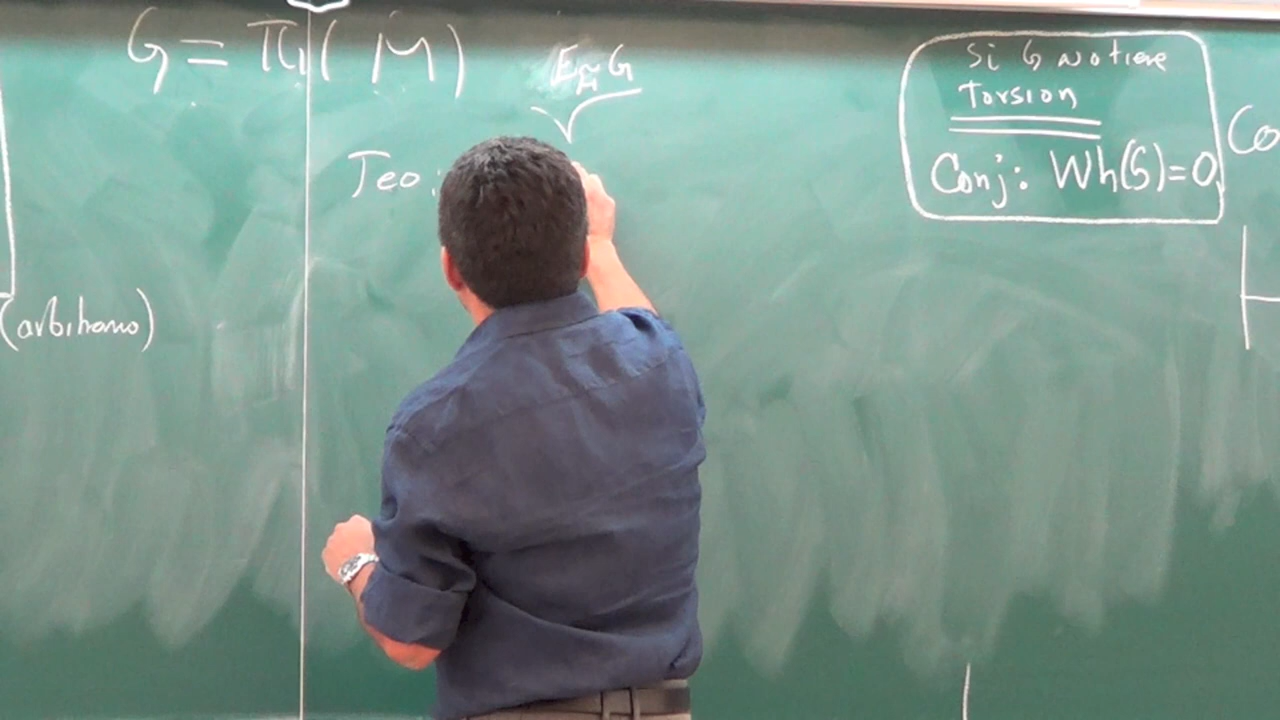 G = π₁(M)
Teo:
Si G no tiene
Torsion
Conj: Wh(G)=0
Co
(arbitrario)